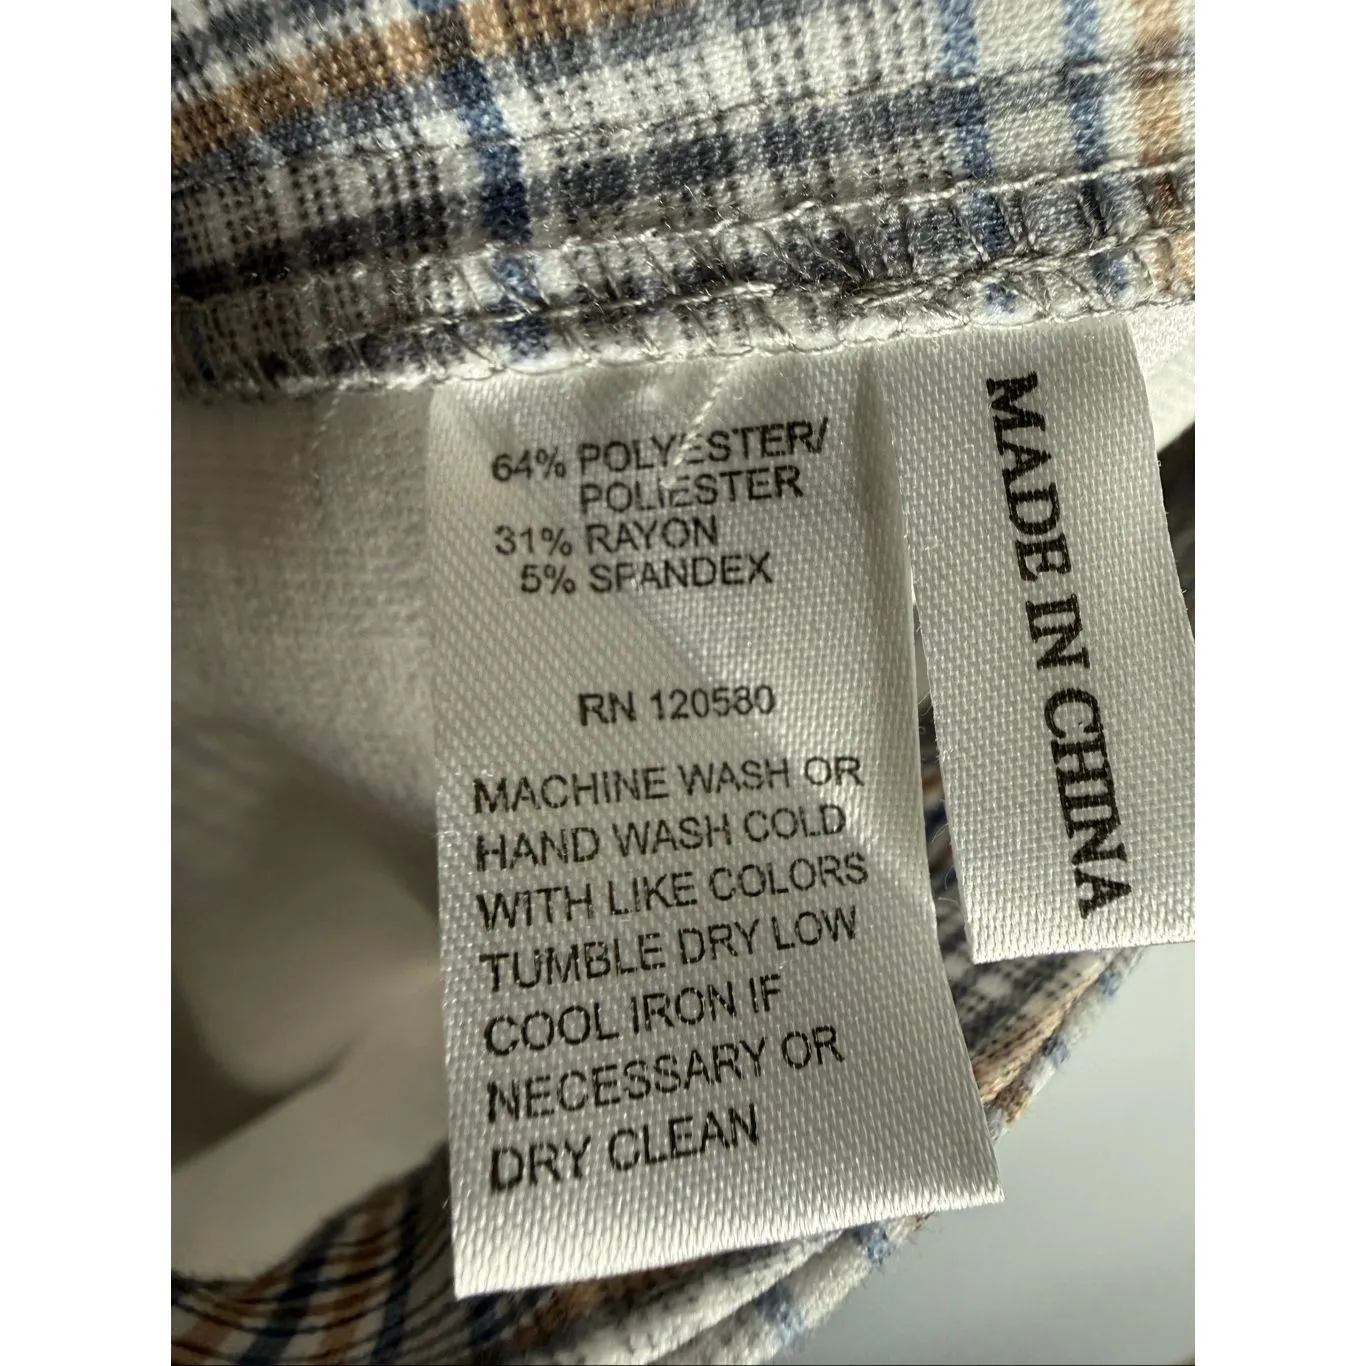 64% POLYESTER/
POLIESTER
31% RAYON
5% SPANDEX
RN 120580
MACHINE WASH OR
HAND WASH COLD
WITH LIKE COLORS
TUMBLE DRY LOW
COOL IRON IF
NECESSARY OR
DRY CLEAN
MADE IN CHINA